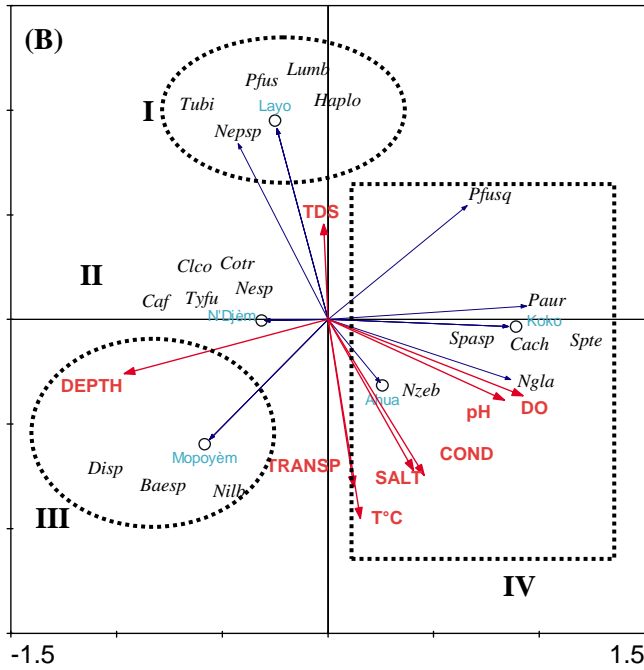 (B)
Lumb
Pfus
Tubi
Layo
Haplo
I
Nepsp
Pfusq
TDS
Clco
Cotr
II
Nesp
Caf
Tyfu
N'Djèm
Paur
Koko
Spasp
Cach
Spte
DEPTH
Ahua
Nzeb
Ngla
pH
DO
Mopoyèm
COND
Disp
TRANSP
SALT
Baesp
Nilb
III
T°C
IV
-1.5
1.5